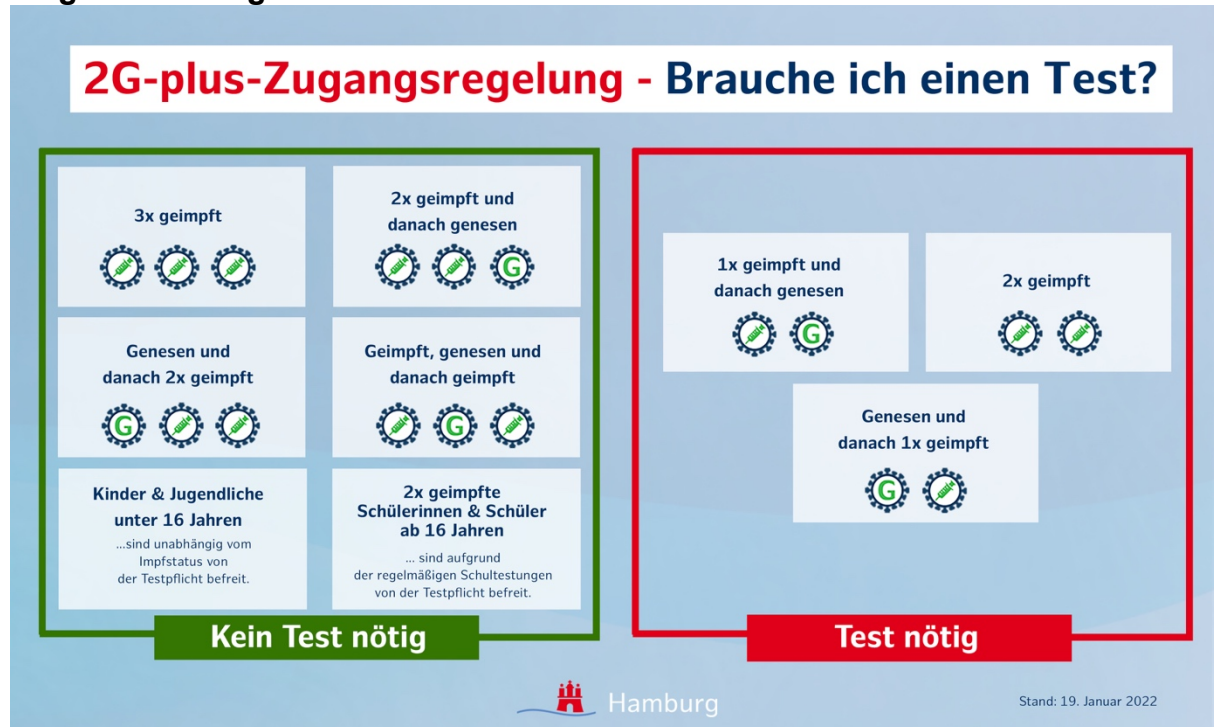 2G-plus-Zugangsregelung - Brauche ich einen Test?
3x geimpft
2x geimpft und
danach genesen
G
Genesen und
danach 2x geimpft
G
Geimpft, genesen und
danach geimpft
G
Kinder & Jugendliche
unter 16 Jahren
...sind unabhängig vom
Impfstatus von
der Testpflicht befreit.
2x geimpfte
Schülerinnen & Schüler
ab 16 Jahren
... sind aufgrund
der regelmäßigen Schultestungen
von der Testpflicht befreit.
Kein Test nötig
1x geimpft und
danach genesen
G
2x geimpft
Genesen und
danach 1x geimpft
G
Test nötig
Hamburg
Stand: 19. Januar 2022